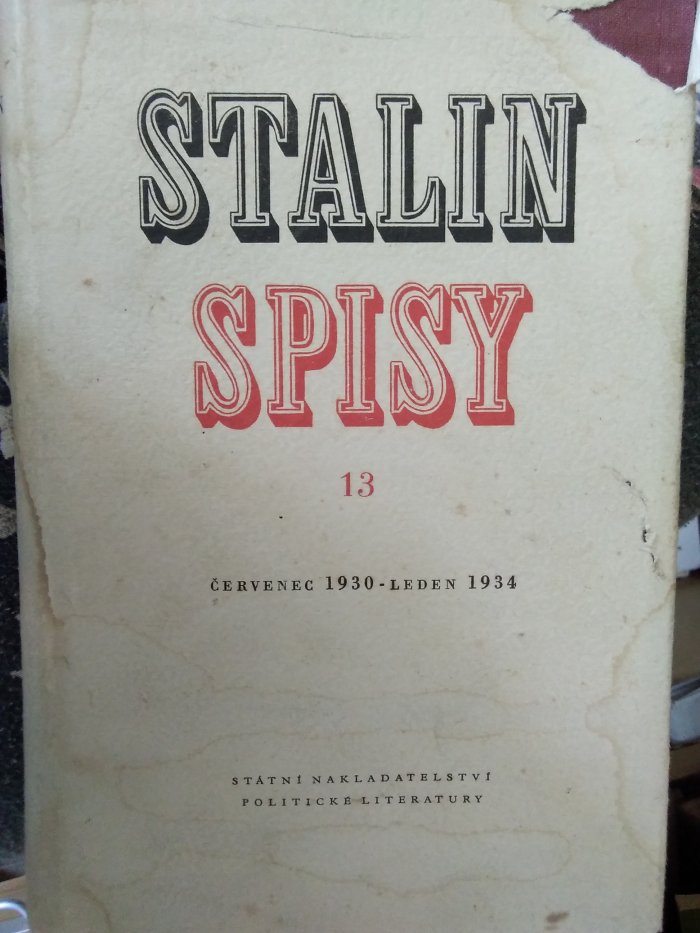 STALIN
SPISY
13
ČERVENEC 1930 - LEDEN 1934
STÁTNÍ NAKLADATELSTVÍ
POLITICKÉ LITERATURY